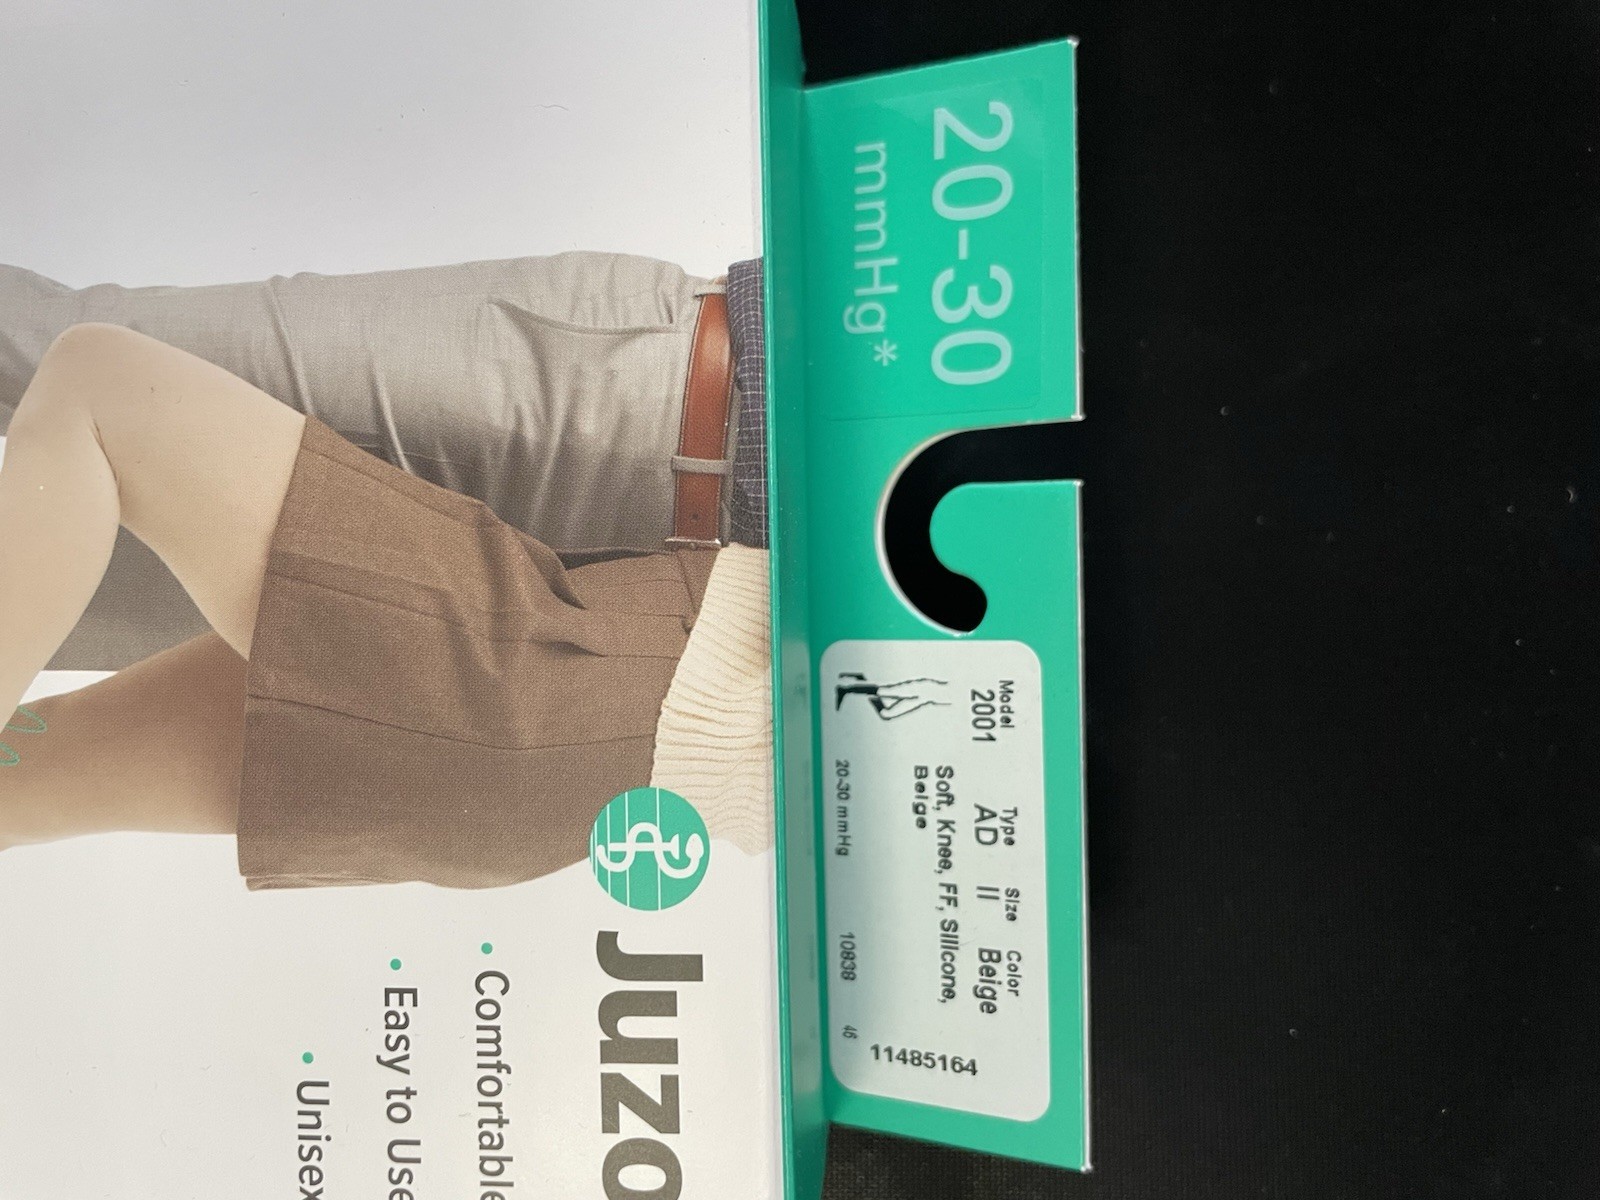 20-30
mmHg*
Model Type Size Color
2001 AD II Beige
Soft, Knee, FF, Silicone,
Beige
20-30 mmHg 10838 46
11485164
Juzo
• Comfortable
• Easy to Use
• Unisex